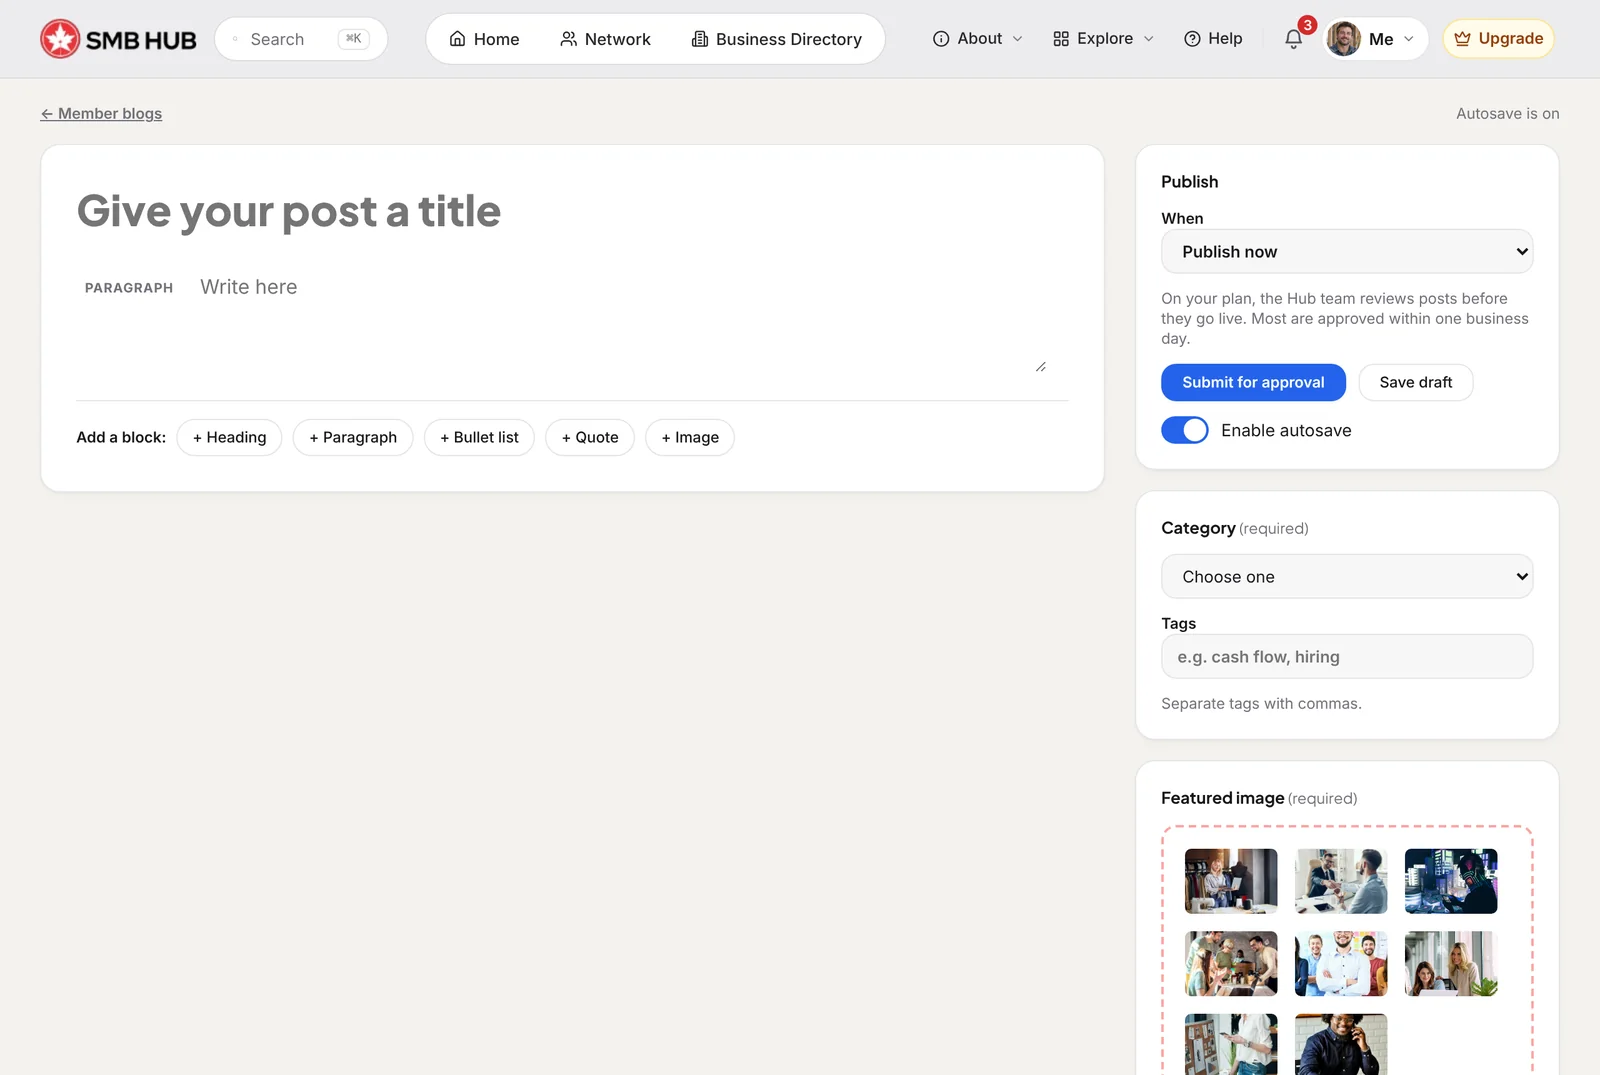 SMB HUB
Search
⌘K
Home
Network
Business Directory
About
Explore
Help
3
Me
Upgrade
← Member blogs
Autosave is on
Give your post a title
PARAGRAPH
Write here
Add a block:
+ Heading
+ Paragraph
+ Bullet list
+ Quote
+ Image
Publish
When
Publish now
On your plan, the Hub team reviews posts before
they go live. Most are approved within one business
day.
Submit for approval
Save draft
Enable autosave
Category (required)
Choose one
Tags
e.g. cash flow, hiring
Separate tags with commas.
Featured image (required)